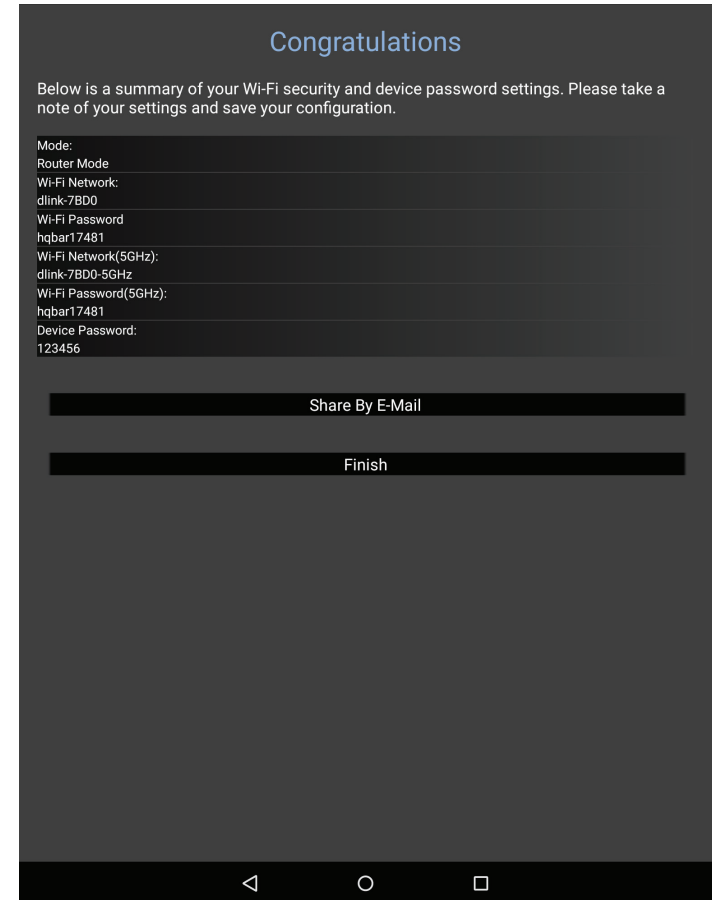 Congratulations
Below is a summary of your Wi-Fi security and device password settings. Please take a
note of your settings and save your configuration.
Mode:
Router Mode
Wi-Fi Network:
dlink-7BD0
Wi-Fi Password
hqbar17481
Wi-Fi Network(5GHz):
dlink-7BD0-5GHz
Wi-Fi Password(5GHz):
hqbar17481
Device Password:
123456
Share By E-Mail
Finish